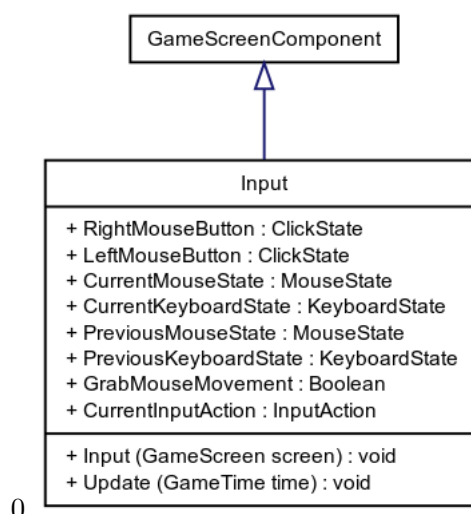 GameScreenComponent
Input
+ RightMouseButton : ClickState
+ LeftMouseButton : ClickState
+ CurrentMouseState : MouseState
+ CurrentKeyboardState : KeyboardState
+ PreviousMouseState : MouseState
+ PreviousKeyboardState : KeyboardState
+ GrabMouseMovement : Boolean
+ CurrentInputAction : InputAction
+ Input (GameScreen screen) : void
+ Update (GameTime time) : void
0